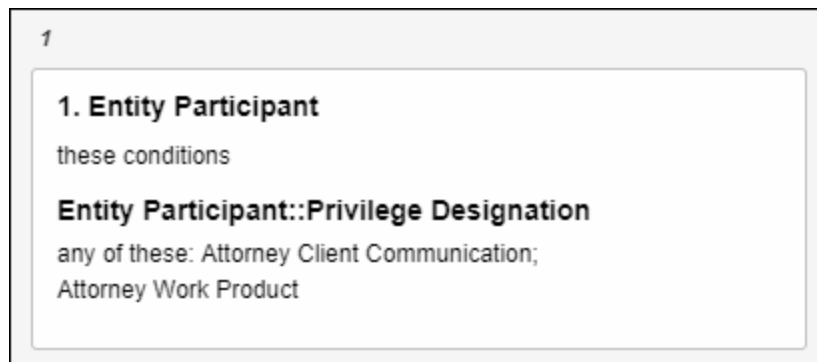 1
1. Entity Participant
these conditions
Entity Participant::Privilege Designation
any of these: Attorney Client Communication;
Attorney Work Product